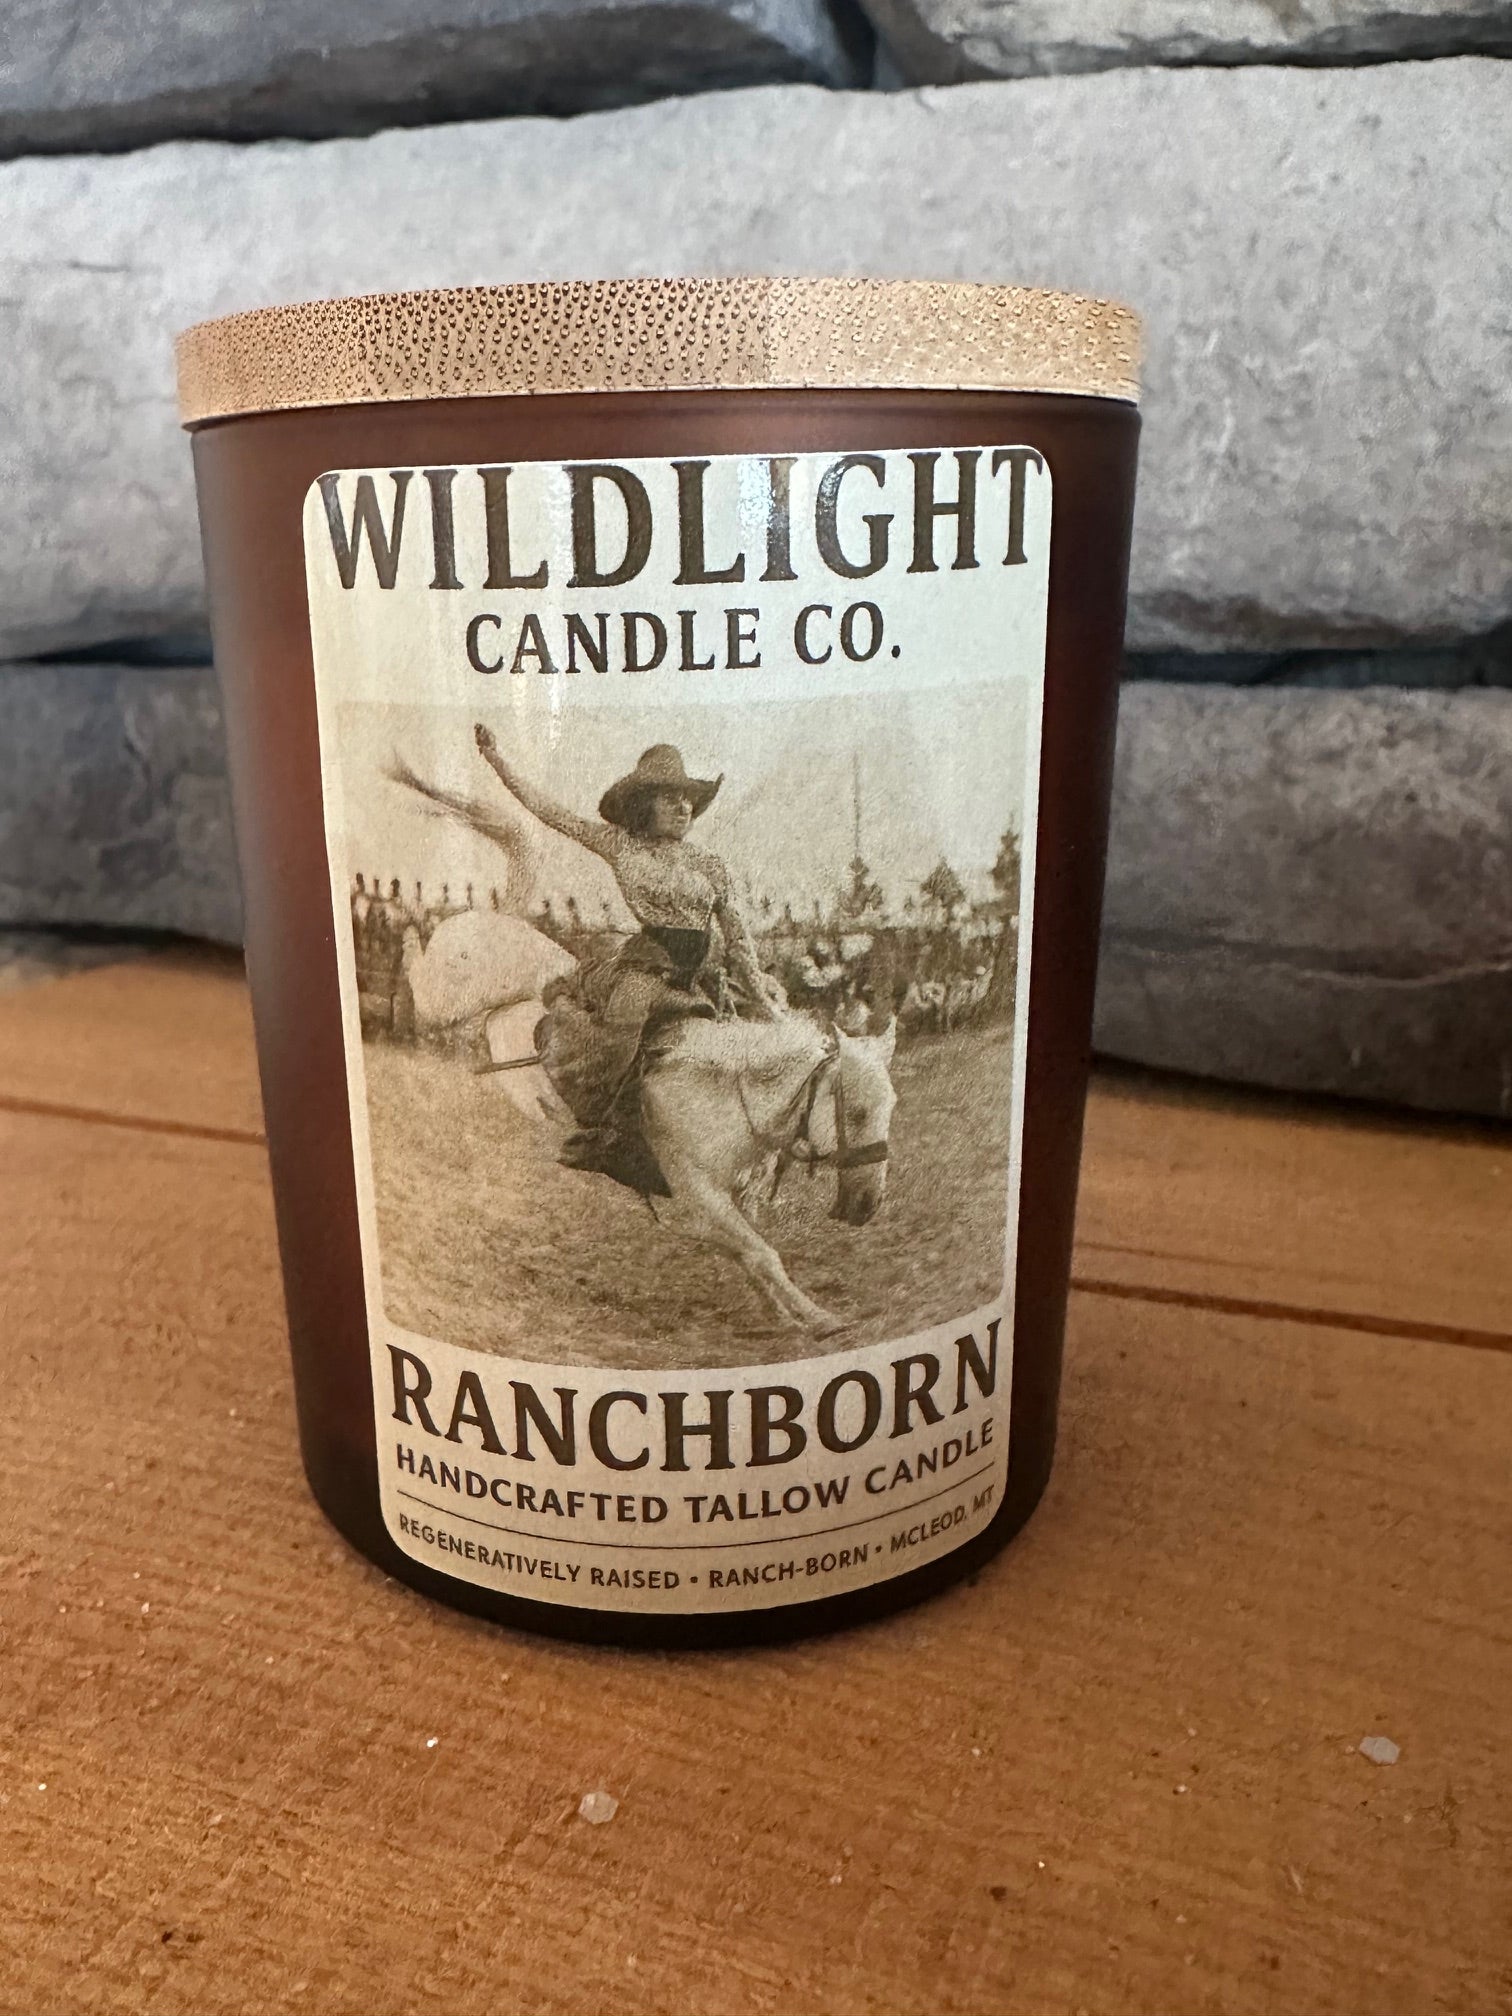 WILDLIGHT
CANDLE CO.
RANCHBORN
HANDCRAFTED TALLOW CANDLE
REGENERATIVELY RAISED • RANCH-BORN • MCLEOD, MT